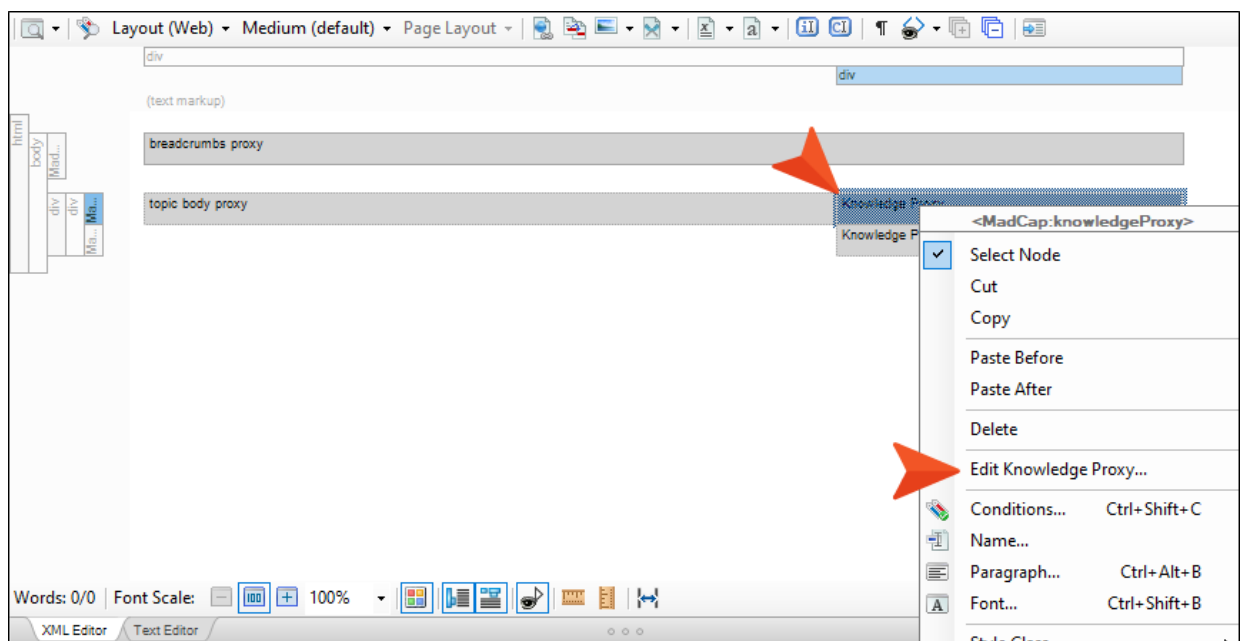 Layout (Web) Medium (default) Page Layout
div
div
(text markup)
html
body
Mad...
breadcrumbs proxy
div
div
Ma...
Ma...
topic body proxy
Knowledge Proxy
Knowledge P
<MadCap:knowledgeProxy>
Select Node
Cut
Copy
Paste Before
Paste After
Delete
Edit Knowledge Proxy...
Conditions... Ctrl+Shift+C
Name...
Paragraph... Ctrl+Alt+B
Font... Ctrl+Shift+B
Style Class
Words: 0/0 Font Scale: 100 100%
XML Editor Text Editor